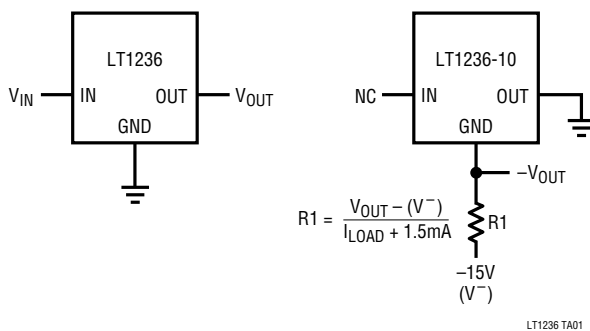 LT1236
V_IN IN OUT V_OUT
GND
LT1236-10
NC IN OUT
GND
–V_OUT
R1 = V_OUT – (V⁻) / I_LOAD + 1.5mA
R1
–15V
(V⁻)
LT1236 TA01